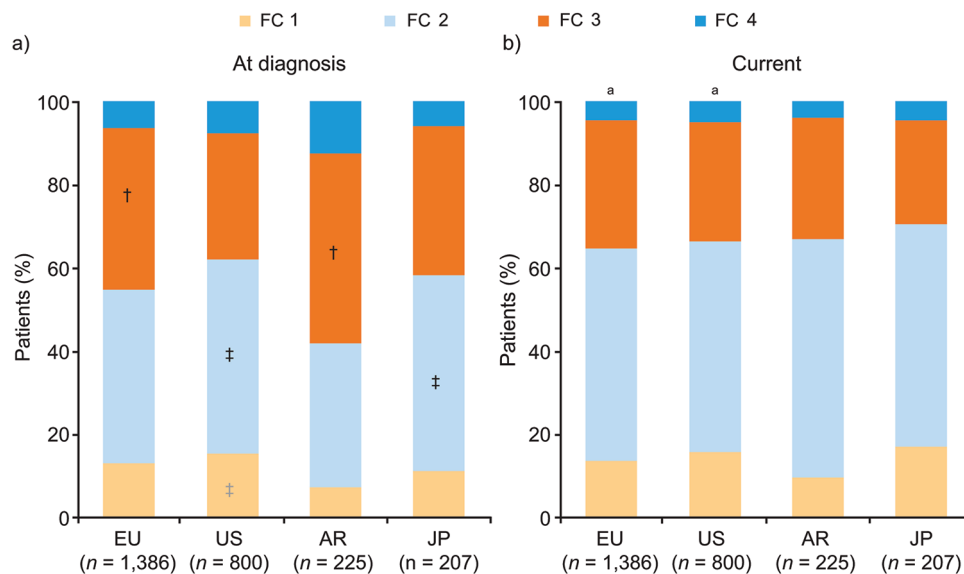 FC 1 FC 2 FC 3 FC 4
a)
At diagnosis
Patients (%)
100
80
60
40
20
0
†
†
‡
‡
‡
EU US AR JP
(n = 1,386) (n = 800) (n = 225) (n = 207)
b)
Current
Patients (%)
100
80
60
40
20
0
a a
EU US AR JP
(n = 1,386) (n = 800) (n = 225) (n = 207)